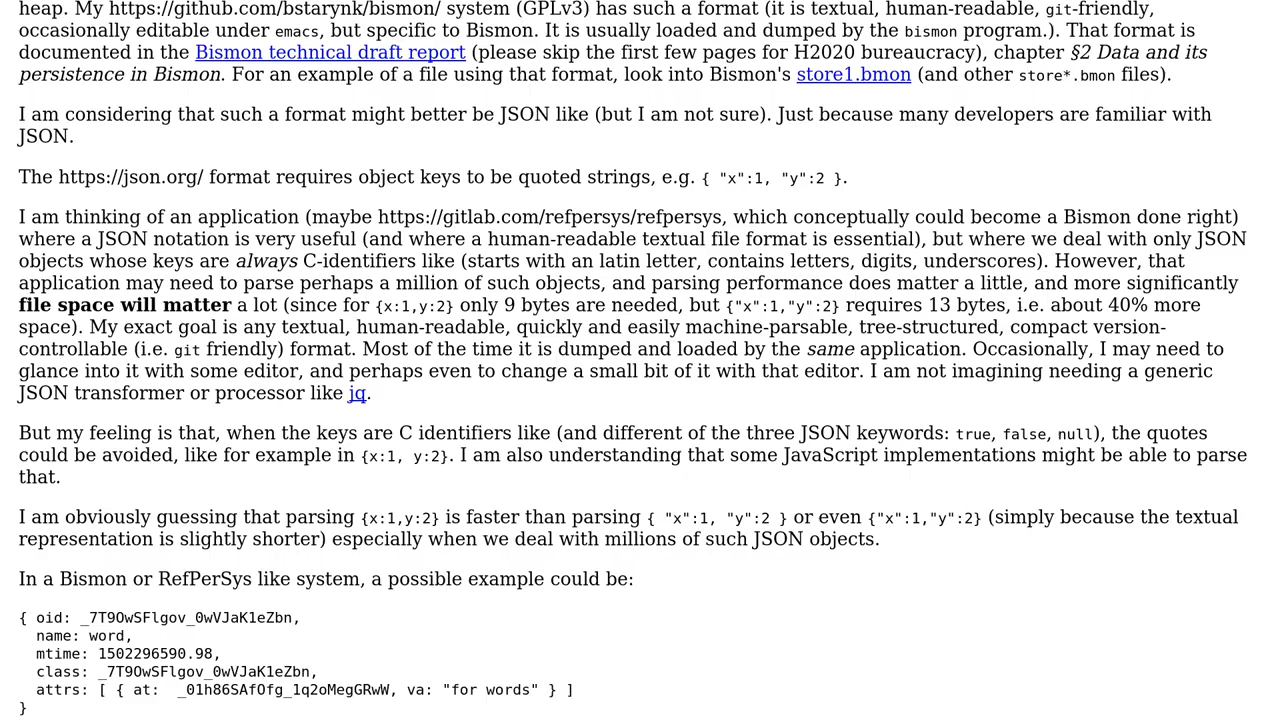 heap. My https://github.com/bstarynk/bismon/ system (GPLv3) has such a format (it is textual, human-readable, git-friendly,
occasionally editable under emacs, but specific to Bismon. It is usually loaded and dumped by the bismon program.). That format is
documented in the Bismon technical draft report (please skip the first few pages for H2020 bureaucracy), chapter §2 Data and its
persistence in Bismon. For an example of a file using that format, look into Bismon's store1.bmon (and other store*.bmon files).
I am considering that such a format might better be JSON like (but I am not sure). Just because many developers are familiar with
JSON.
The https://json.org/ format requires object keys to be quoted strings, e.g. { "x":1, "y":2 }.
I am thinking of an application (maybe https://gitlab.com/refpersys/refpersys, which conceptually could become a Bismon done right)
where a JSON notation is very useful (and where a human-readable textual file format is essential), but where we deal with only JSON
objects whose keys are always C-identifiers like (starts with an latin letter, contains letters, digits, underscores). However, that
application may need to parse perhaps a million of such objects, and parsing performance does matter a little, and more significantly
file space will matter a lot (since for {x:1,y:2} only 9 bytes are needed, but {"x":1,"y":2} requires 13 bytes, i.e. about 40% more
space). My exact goal is any textual, human-readable, quickly and easily machine-parsable, tree-structured, compact version-
controllable (i.e. git friendly) format. Most of the time it is dumped and loaded by the same application. Occasionally, I may need to
glance into it with some editor, and perhaps even to change a small bit of it with that editor. I am not imagining needing a generic
JSON transformer or processor like jq.
But my feeling is that, when the keys are C identifiers like (and different of the three JSON keywords: true, false, null), the quotes
could be avoided, like for example in {x:1, y:2}. I am also understanding that some JavaScript implementations might be able to parse
that.
I am obviously guessing that parsing {x:1,y:2} is faster than parsing { "x":1, "y":2 } or even {"x":1,"y":2} (simply because the textual
representation is slightly shorter) especially when we deal with millions of such JSON objects.
In a Bismon or RefPerSys like system, a possible example could be:
{ oid: _7T9OwSFlgov_0wVJaK1eZbn,
  name: word,
  mtime: 1502296590.98,
  class: _7T9OwSFlgov_0wVJaK1eZbn,
  attrs: [ { at:  _01h86SAfOfg_1q2oMegGRwW, va: "for words" } ]
}